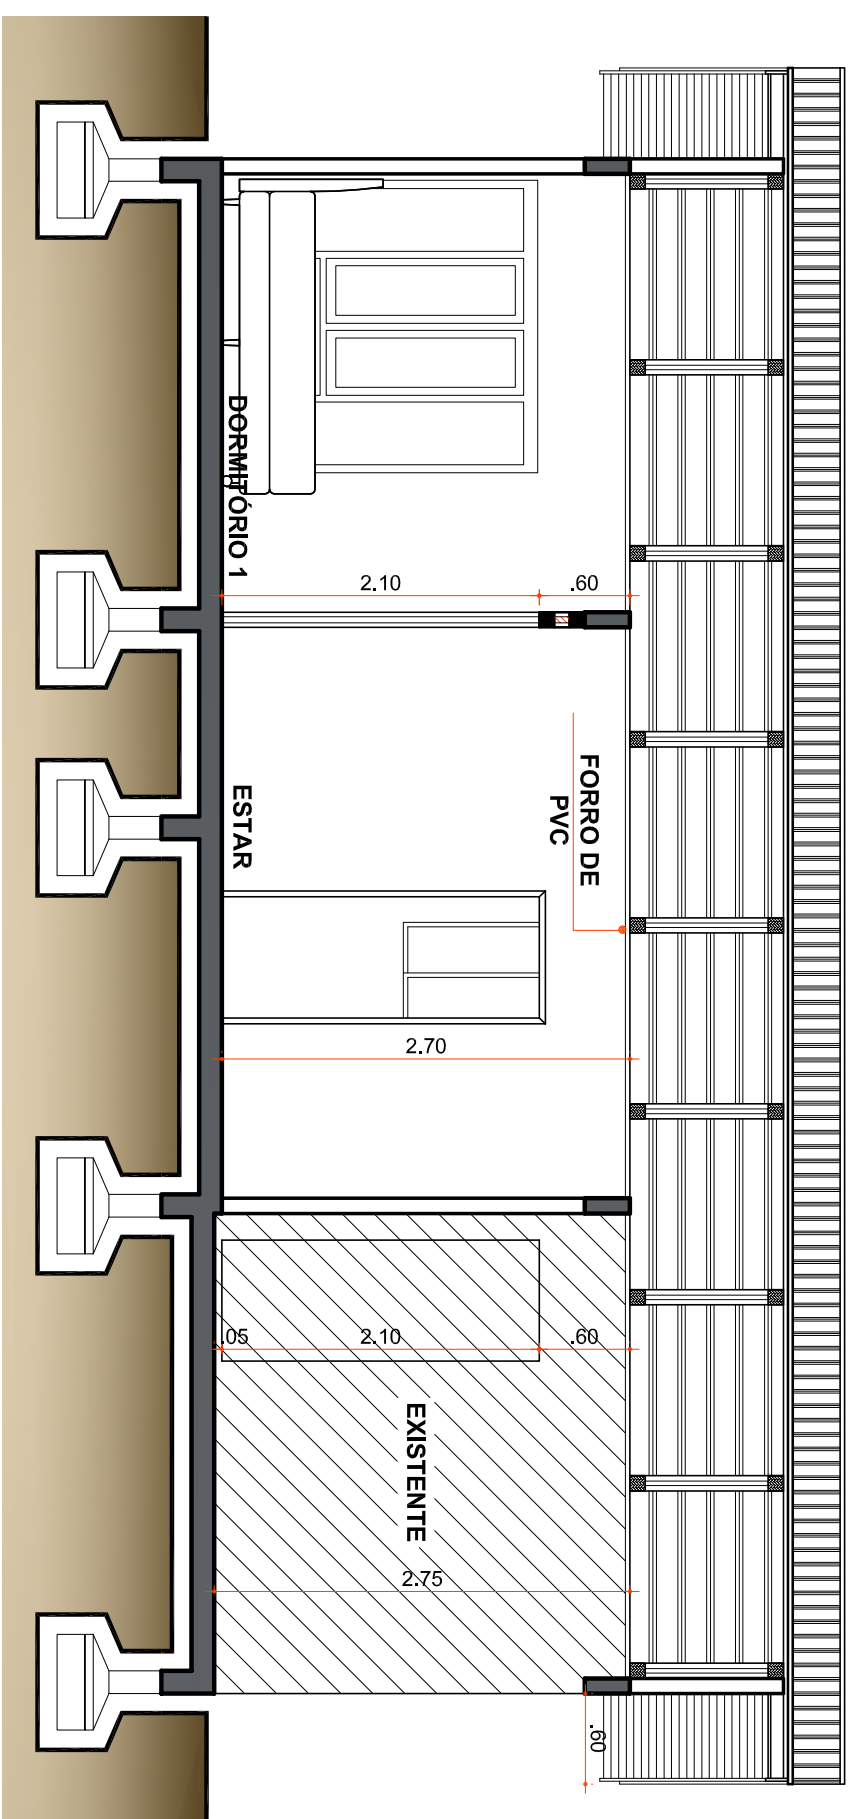 2.10
.60
DORMITÓRIO 1
FORRO DE
PVC
ESTAR
2.70
.05
2.10
.60
EXISTENTE
2.75
.60